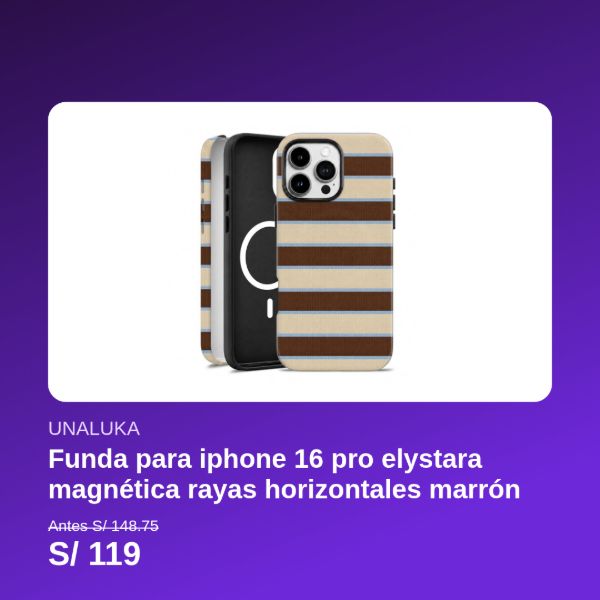 UNALUKA
Funda para iphone 16 pro elystara
magnética rayas horizontales marrón
Antes S/ 148.75
S/ 119